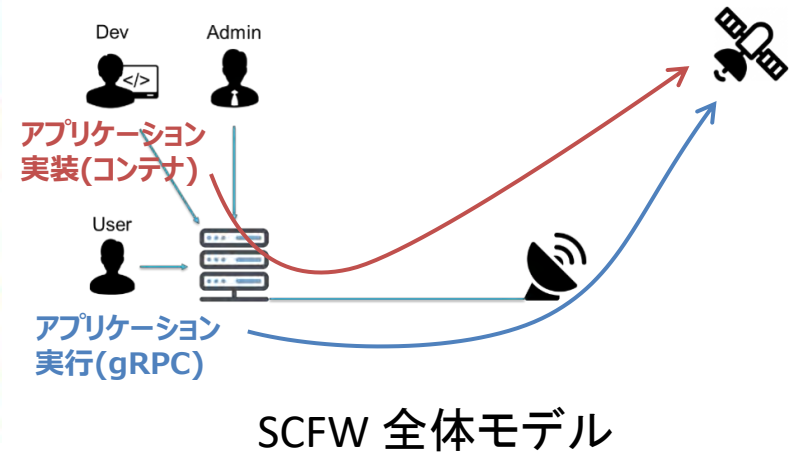 Dev
Admin
</>
アプリケーション
実装(コンテナ)
User
アプリケーション
実行(gRPC)
SCFW 全体モデル